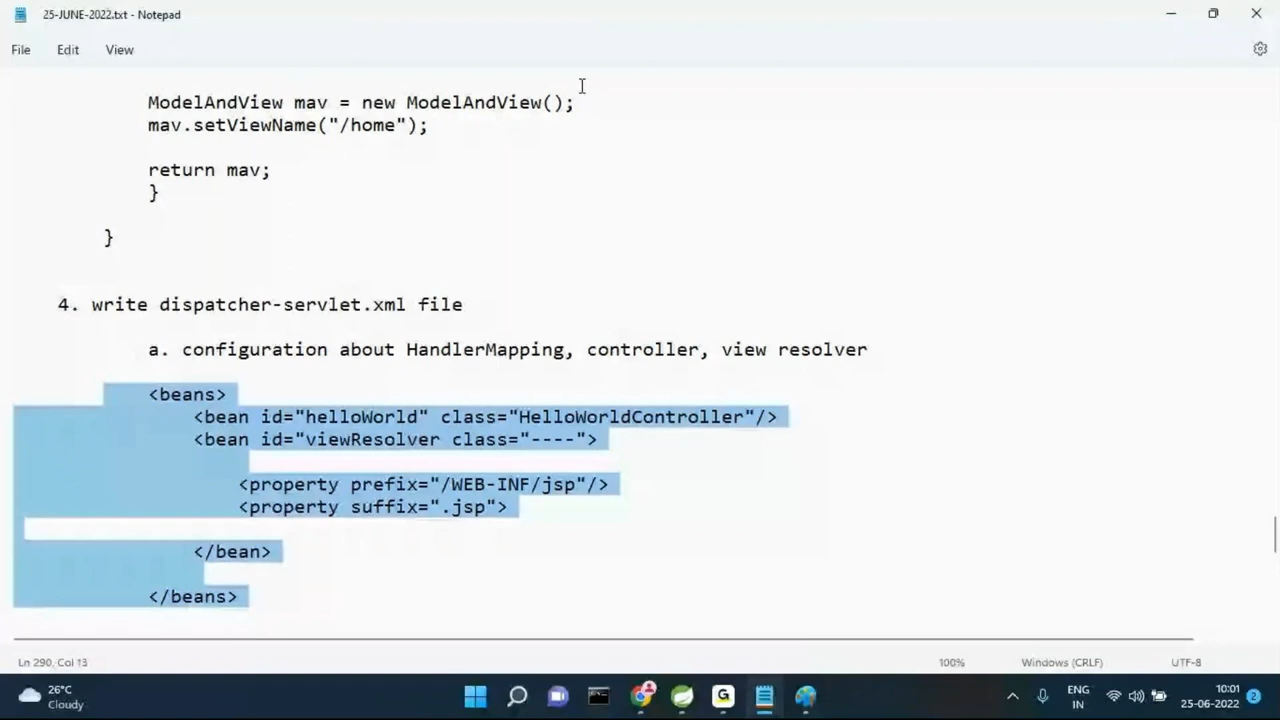 25-JUNE-2022.txt - Notepad
File Edit View
ModelAndView mav = new ModelAndView();
mav.setViewName("/home");
return mav;
}
}
4. write dispatcher-servlet.xml file
a. configuration about HandlerMapping, controller, view resolver
<beans>
<bean id="helloWorld" class="HelloWorldController"/>
<bean id="viewResolver class="----">
<property prefix="/WEB-INF/jsp"/>
<property suffix=".jsp">
</bean>
</beans>
Ln 290, Col 13 100% Windows (CRLF) UTF-8
26°C
Cloudy
ENG
IN
10:01
25-06-2022
2